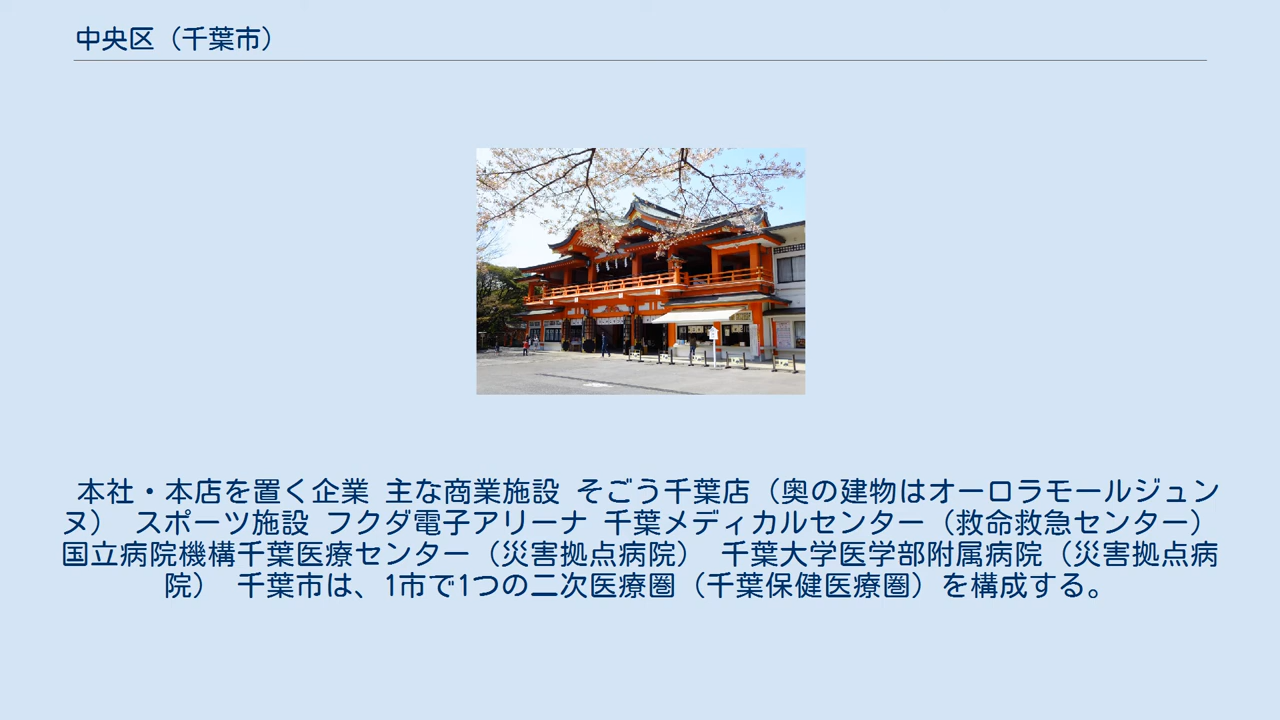 中央区（千葉市）
本社・本店を置く企業 主な商業施設 そごう千葉店（奥の建物はオーロラモールジュン
ヌ） スポーツ施設 フクダ電子アリーナ 千葉メディカルセンター（救命救急センター）
国立病院機構千葉医療センター（災害拠点病院） 千葉大学医学部附属病院（災害拠点病
院） 千葉市は、1市で1つの二次医療圏（千葉保健医療圏）を構成する。